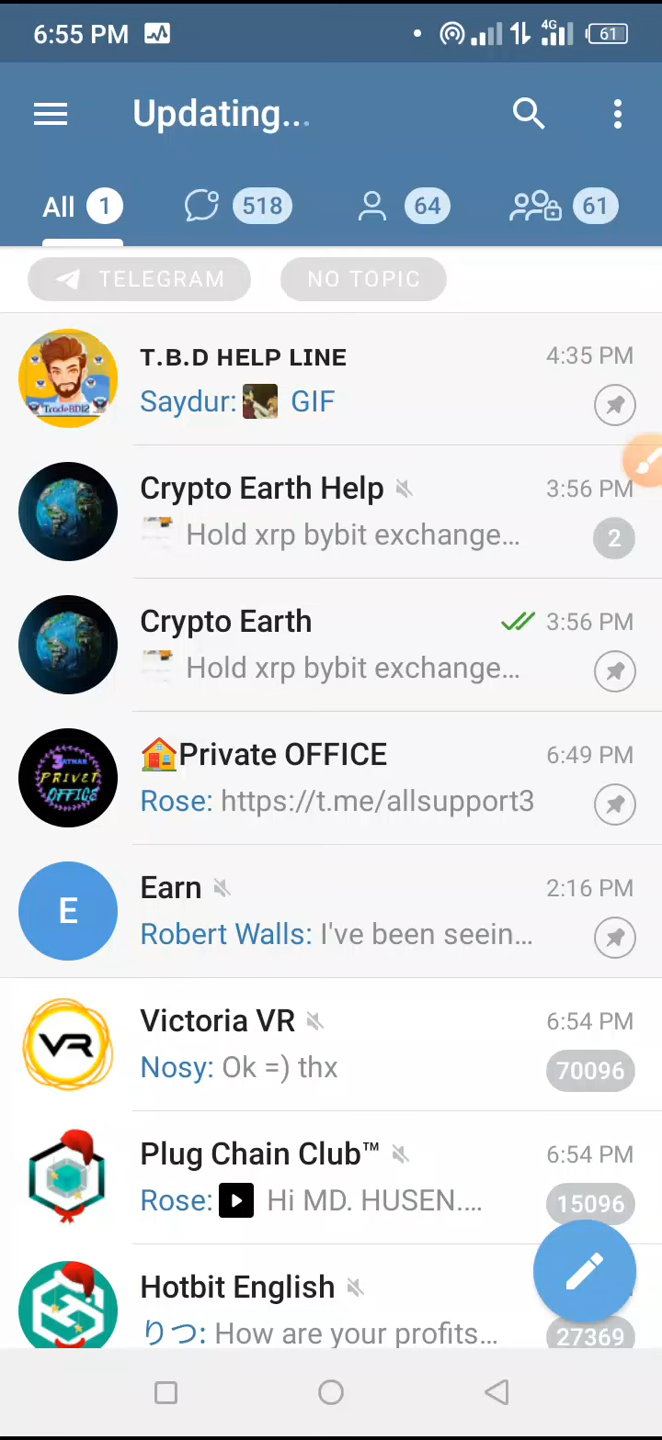 6:55 PM 4G 61
Updating...
All 1 518 64 61
TELEGRAM NO TOPIC
T.B.D HELP LINE 4:35 PM
TradeBD12
Saydur: GIF
Crypto Earth Help 3:56 PM
Hold xrp bybit exchange... 2
Crypto Earth 3:56 PM
Hold xrp bybit exchange...
🏠Private OFFICE 6:49 PM
PRIVET
OFFICE
Rose: https://t.me/allsupport3
E
Earn 2:16 PM
Robert Walls: I've been seein...
VR
Victoria VR 6:54 PM
Nosy: Ok =) thx 70096
Plug Chain Club™ 6:54 PM
Rose: Hi MD. HUSEN.... 15096
Hotbit English
りつ: How are your profits... 27369